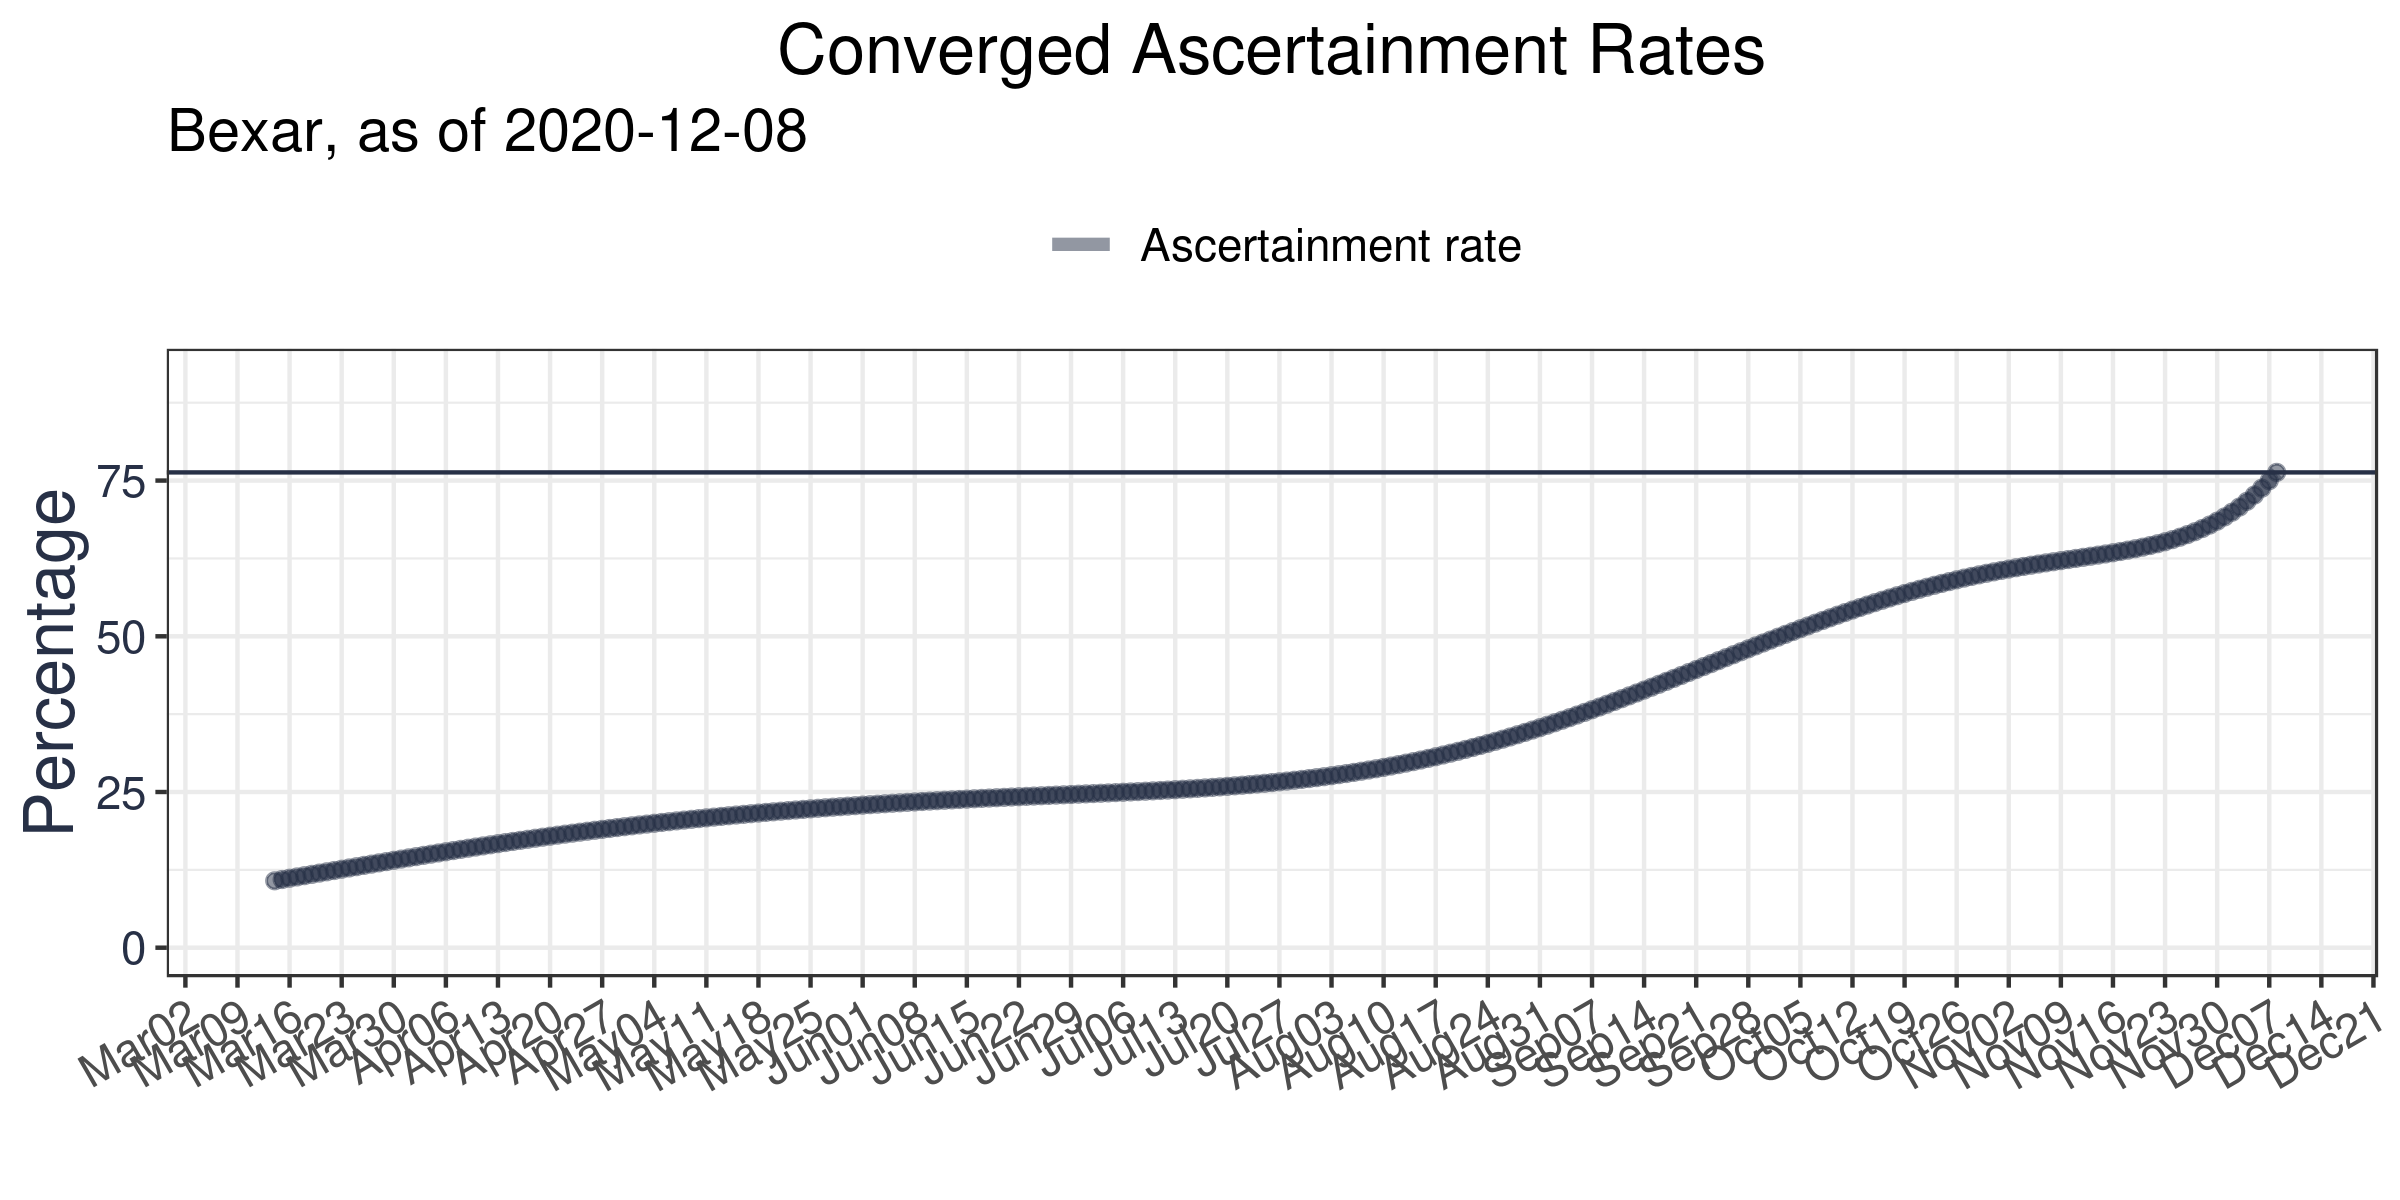 Converged Ascertainment Rates
Bexar, as of 2020-12-08
Ascertainment rate
Percentage
75
50
25
0
Mar02
Mar09
Mar16
Mar23
Mar30
Apr06
Apr13
Apr20
Apr27
May04
May11
May18
May25
Jun01
Jun08
Jun15
Jun22
Jun29
Jul06
Jul13
Jul20
Jul27
Aug03
Aug10
Aug17
Aug24
Aug31
Sep07
Sep14
Sep21
Sep28
Oct05
Oct12
Oct19
Oct26
Nov02
Nov09
Nov16
Nov23
Nov30
Dec07
Dec14
Dec21